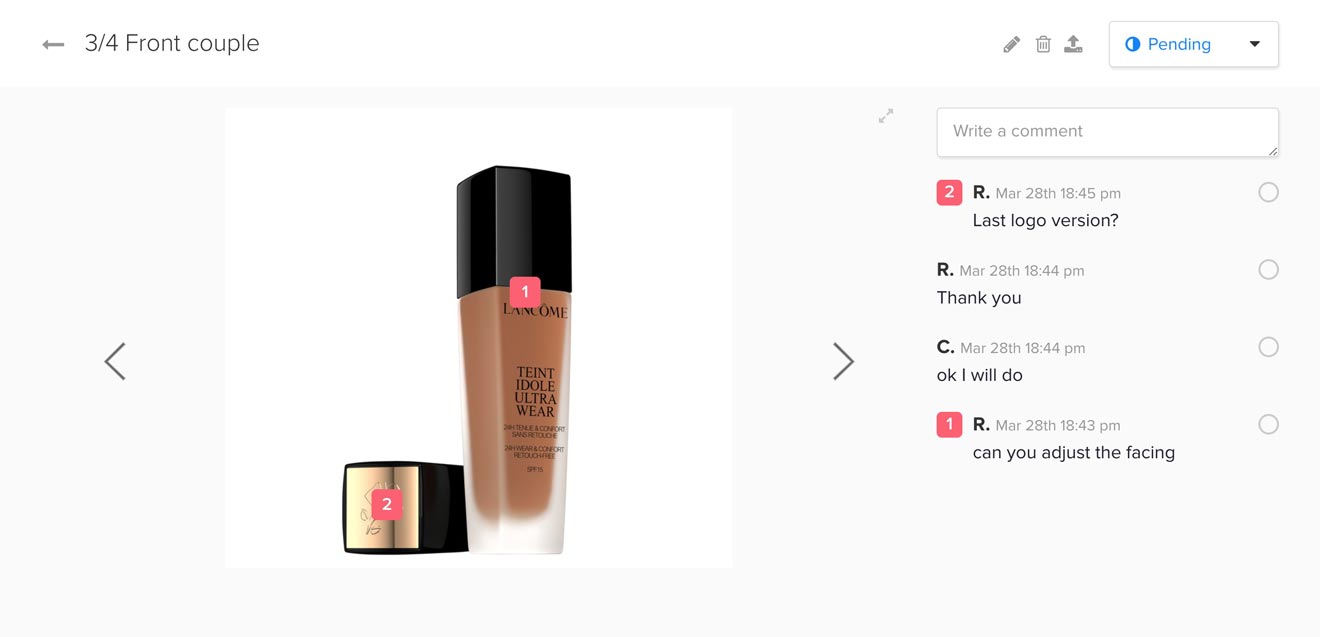 3/4 Front couple
Pending
Write a comment
2 R. Mar 28th 18:45 pm
Last logo version?
R. Mar 28th 18:44 pm
Thank you
C. Mar 28th 18:44 pm
ok I will do
1 R. Mar 28th 18:43 pm
can you adjust the facing
1
LANCÔME
TEINT
IDOLE
ULTRA
WEAR
24H TENUE & CONFORT
SANS RETOUCHE
24H WEAR & CONFORT
RETOUCH-FREE
SPF 15
2